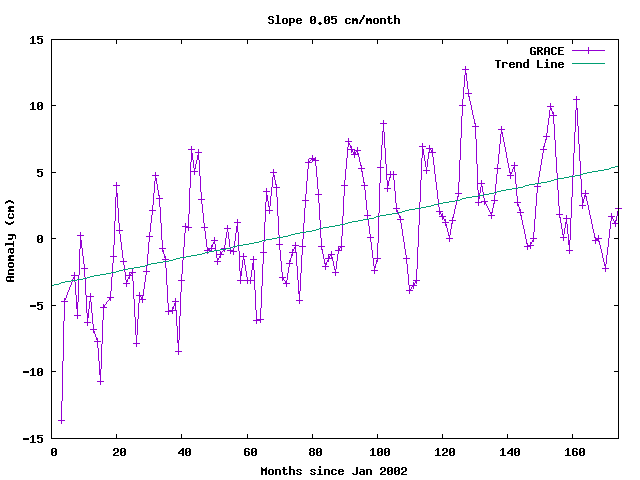 Slope 0.05 cm/month
15
GRACE
Trend Line
10
5
0
-5
-10
-15
Anomaly (cm)
0 20 40 60 80 100 120 140 160
Months since Jan 2002